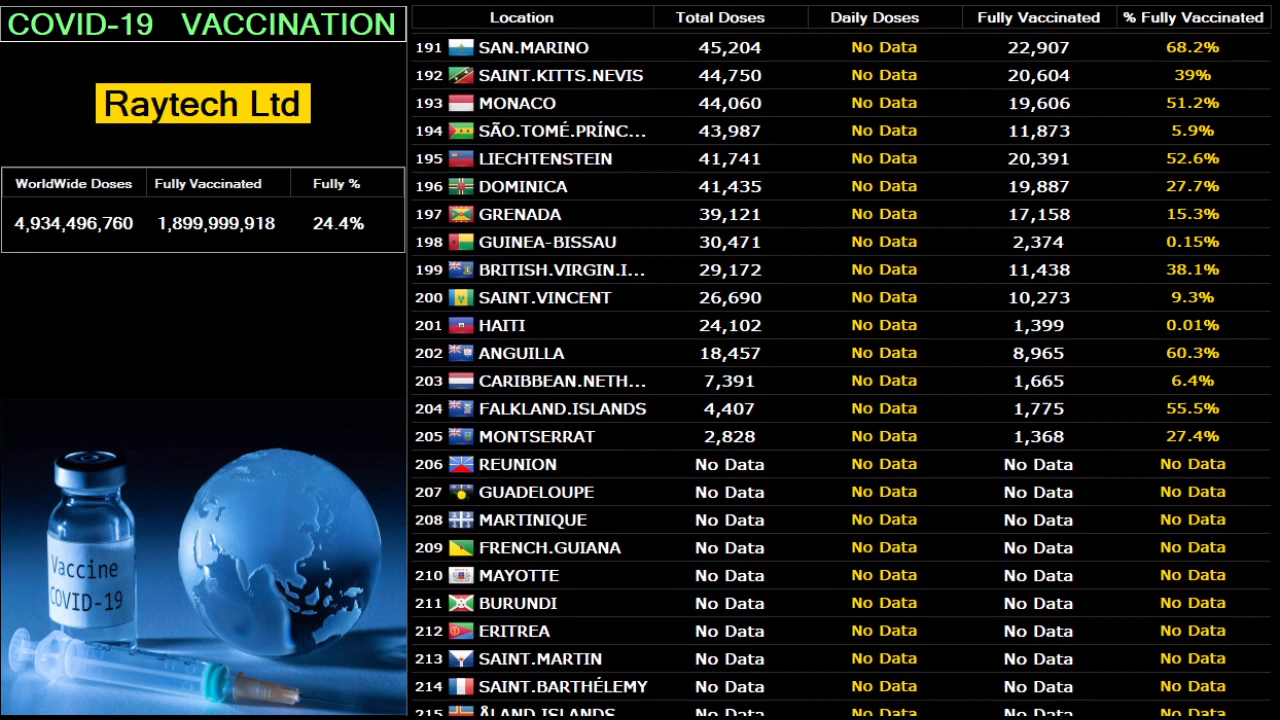 COVID-19 VACCINATION
Raytech Ltd
WorldWide Doses Fully Vaccinated Fully %
4,934,496,760 1,899,999,918 24.4%
Vaccine
COVID-19
Location Total Doses Daily Doses Fully Vaccinated % Fully Vaccinated
191 SAN.MARINO 45,204 No Data 22,907 68.2%
192 SAINT.KITTS.NEVIS 44,750 No Data 20,604 39%
193 MONACO 44,060 No Data 19,606 51.2%
194 SÃO.TOMÉ.PRÍNC... 43,987 No Data 11,873 5.9%
195 LIECHTENSTEIN 41,741 No Data 20,391 52.6%
196 DOMINICA 41,435 No Data 19,887 27.7%
197 GRENADA 39,121 No Data 17,158 15.3%
198 GUINEA-BISSAU 30,471 No Data 2,374 0.15%
199 BRITISH.VIRGIN.I... 29,172 No Data 11,438 38.1%
200 SAINT.VINCENT 26,690 No Data 10,273 9.3%
201 HAITI 24,102 No Data 1,399 0.01%
202 ANGUILLA 18,457 No Data 8,965 60.3%
203 CARIBBEAN.NETH... 7,391 No Data 1,665 6.4%
204 FALKLAND.ISLANDS 4,407 No Data 1,775 55.5%
205 MONTSERRAT 2,828 No Data 1,368 27.4%
206 REUNION No Data No Data No Data No Data
207 GUADELOUPE No Data No Data No Data No Data
208 MARTINIQUE No Data No Data No Data No Data
209 FRENCH.GUIANA No Data No Data No Data No Data
210 MAYOTTE No Data No Data No Data No Data
211 BURUNDI No Data No Data No Data No Data
212 ERITREA No Data No Data No Data No Data
213 SAINT.MARTIN No Data No Data No Data No Data
214 SAINT.BARTHÉLEMY No Data No Data No Data No Data
215 ÅLAND.ISLANDS No Data No Data No Data No Data